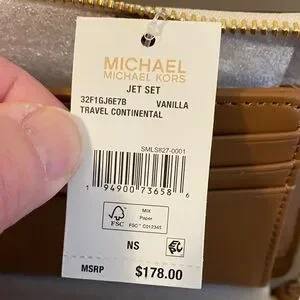 MICHAEL
MICHAEL KORS
JET SET
32F1GJ6E7B VANILLA
TRAVEL CONTINENTAL
SMLS827-0001
1 94900 73658 6
FSC
MIX
Paper
FSC™ C012345
NS
MSRP $178.00